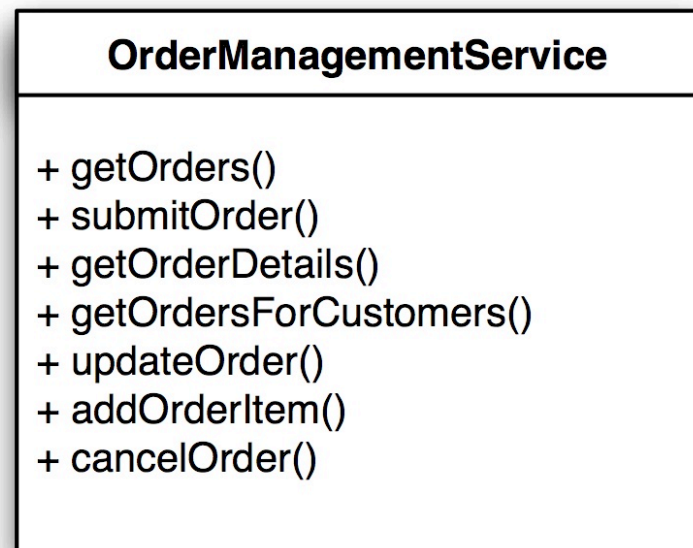 OrderManagementService
+ getOrders()
+ submitOrder()
+ getOrderDetails()
+ getOrdersForCustomers()
+ updateOrder()
+ addOrderItem()
+ cancelOrder()